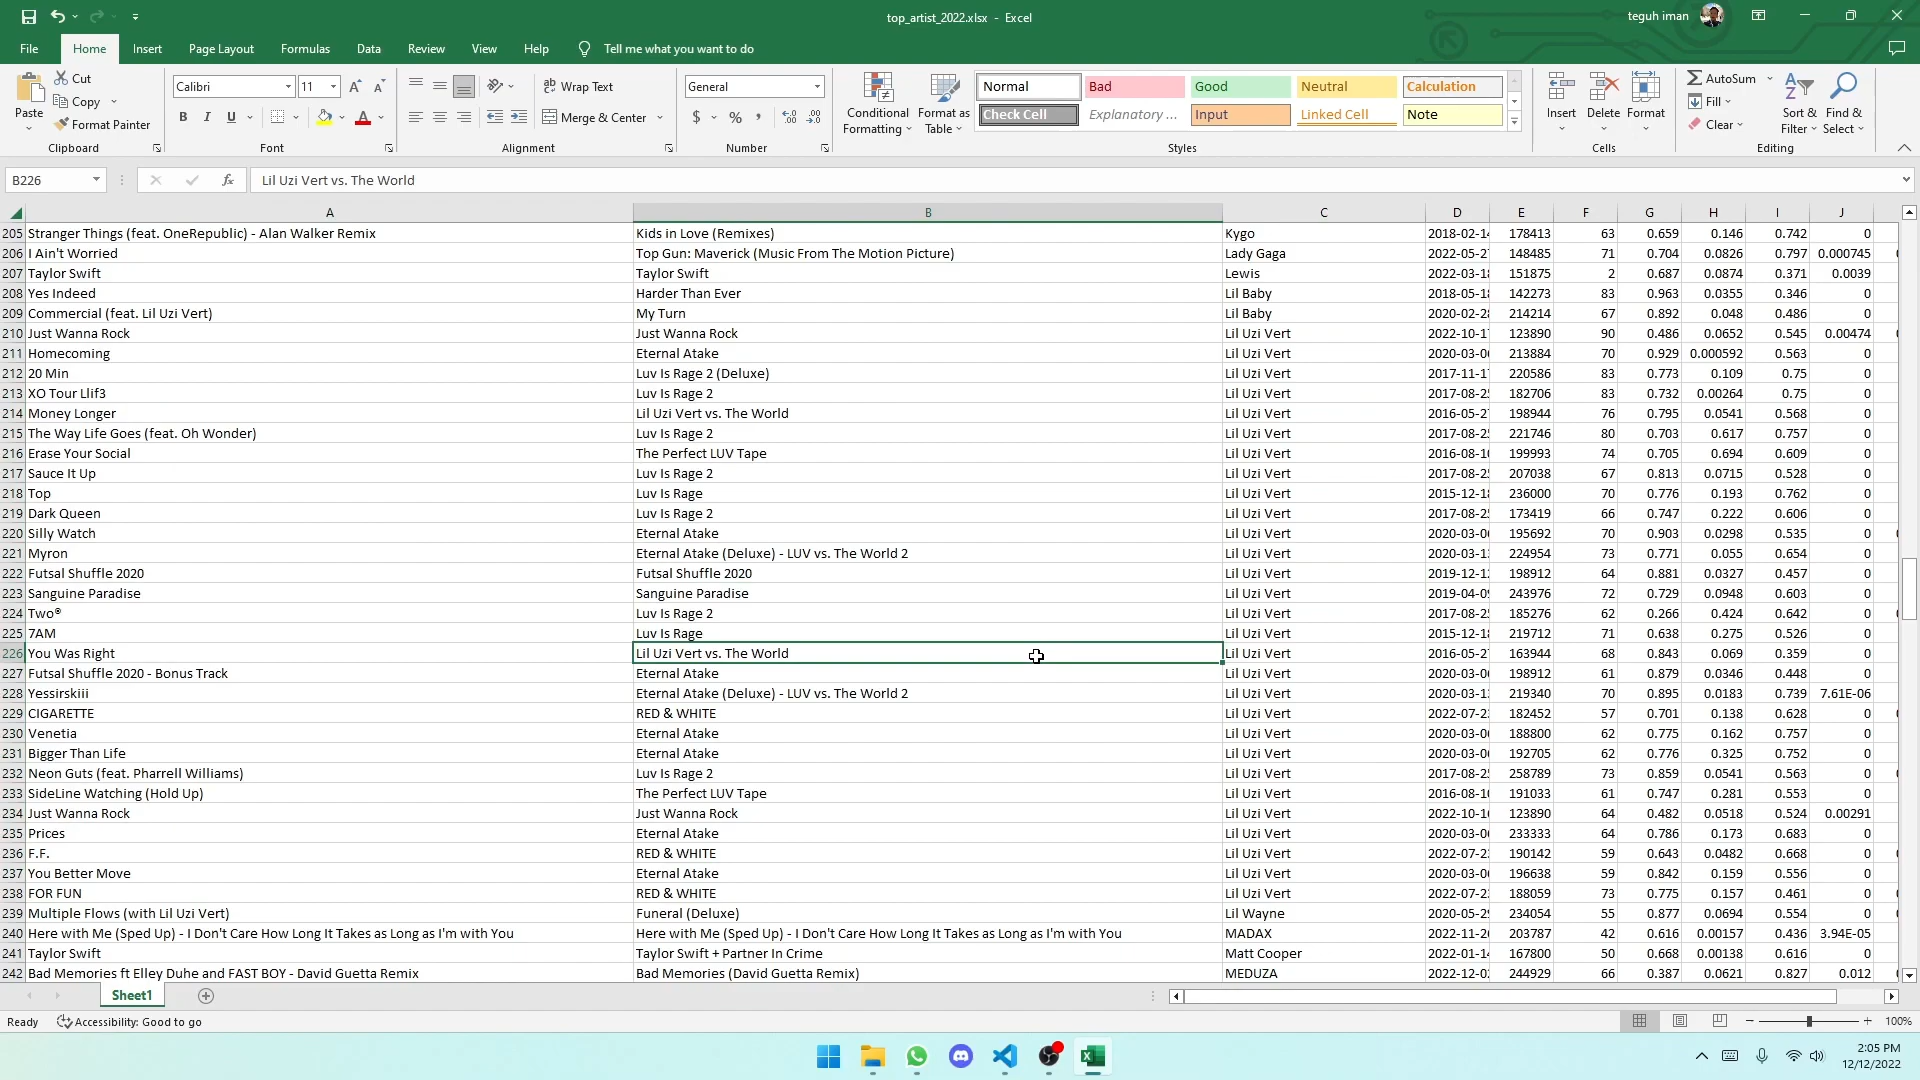 top_artist_2022.xlsx - Excel
teguh iman
File Home Insert Page Layout Formulas Data Review View Help Tell me what you want to do
Paste
Cut
Copy
Format Painter
Clipboard
Calibri 11
B I U
Font
Wrap Text
Merge & Center
Alignment
General
$ % ,
Number
Conditional Formatting
Format as Table
Normal Bad Good Neutral Calculation
Check Cell Explanatory ... Input Linked Cell Note
Styles
Insert Delete Format
Cells
AutoSum
Fill
Clear
Sort & Filter
Find & Select
Editing
B226 fx Lil Uzi Vert vs. The World
A B C D E F G H I J
205 Stranger Things (feat. OneRepublic) - Alan Walker Remix Kids in Love (Remixes) Kygo 2018-02-14 178413 63 0.659 0.146 0.742 0
206 I Ain't Worried Top Gun: Maverick (Music From The Motion Picture) Lady Gaga 2022-05-2 148485 71 0.704 0.0826 0.797 0.000745
207 Taylor Swift Taylor Swift Lewis 2022-03-18 151875 2 0.687 0.0874 0.371 0.0039
208 Yes Indeed Harder Than Ever Lil Baby 2018-05-18 142273 83 0.963 0.0355 0.346 0
209 Commercial (feat. Lil Uzi Vert) My Turn Lil Baby 2020-02-28 214214 67 0.892 0.048 0.486 0
210 Just Wanna Rock Just Wanna Rock Lil Uzi Vert 2022-10-1 123890 90 0.486 0.0652 0.545 0.00474
211 Homecoming Eternal Atake Lil Uzi Vert 2020-03-0 213884 70 0.929 0.000592 0.563 0
212 20 Min Luv Is Rage 2 (Deluxe) Lil Uzi Vert 2017-11-1 220586 83 0.773 0.109 0.75 0
213 XO Tour Llif3 Luv Is Rage 2 Lil Uzi Vert 2017-08-2 182706 83 0.732 0.00264 0.75 0
214 Money Longer Lil Uzi Vert vs. The World Lil Uzi Vert 2016-05-2 198944 76 0.795 0.0541 0.568 0
215 The Way Life Goes (feat. Oh Wonder) Luv Is Rage 2 Lil Uzi Vert 2017-08-2 221746 80 0.703 0.617 0.757 0
216 Erase Your Social The Perfect LUV Tape Lil Uzi Vert 2016-08-1 199993 74 0.705 0.694 0.609 0
217 Sauce It Up Luv Is Rage 2 Lil Uzi Vert 2017-08-2 207038 67 0.813 0.0715 0.528 0
218 Top Luv Is Rage Lil Uzi Vert 2015-12-18 236000 70 0.776 0.193 0.762 0
219 Dark Queen Luv Is Rage 2 Lil Uzi Vert 2017-08-2 173419 66 0.747 0.222 0.606 0
220 Silly Watch Eternal Atake Lil Uzi Vert 2020-03-0 195692 70 0.903 0.0298 0.535 0
221 Myron Eternal Atake (Deluxe) - LUV vs. The World 2 Lil Uzi Vert 2020-03-1 224954 73 0.771 0.055 0.654 0
222 Futsal Shuffle 2020 Futsal Shuffle 2020 Lil Uzi Vert 2019-12-1 198912 64 0.881 0.0327 0.457 0
223 Sanguine Paradise Sanguine Paradise Lil Uzi Vert 2019-04-09 243976 72 0.729 0.0948 0.603 0
224 Two® Luv Is Rage 2 Lil Uzi Vert 2017-08-2 185276 62 0.266 0.424 0.642 0
225 7AM Luv Is Rage Lil Uzi Vert 2015-12-18 219712 71 0.638 0.275 0.526 0
226 You Was Right Lil Uzi Vert vs. The World Lil Uzi Vert 2016-05-2 163944 68 0.843 0.069 0.359 0
227 Futsal Shuffle 2020 - Bonus Track Eternal Atake Lil Uzi Vert 2020-03-0 198912 61 0.879 0.0346 0.448 0
228 Yessirskiii Eternal Atake (Deluxe) - LUV vs. The World 2 Lil Uzi Vert 2020-03-1 219340 70 0.895 0.0183 0.739 7.61E-06
229 CIGARETTE RED & WHITE Lil Uzi Vert 2022-07-2 182452 57 0.701 0.138 0.628 0
230 Venetia Eternal Atake Lil Uzi Vert 2020-03-0 188800 62 0.775 0.162 0.757 0
231 Bigger Than Life Eternal Atake Lil Uzi Vert 2020-03-0 192705 62 0.776 0.325 0.752 0
232 Neon Guts (feat. Pharrell Williams) Luv Is Rage 2 Lil Uzi Vert 2017-08-2 258789 73 0.859 0.0541 0.563 0
233 SideLine Watching (Hold Up) The Perfect LUV Tape Lil Uzi Vert 2016-08-1 191033 61 0.747 0.281 0.553 0
234 Just Wanna Rock Just Wanna Rock Lil Uzi Vert 2022-10-1 123890 64 0.482 0.0518 0.524 0.00291
235 Prices Eternal Atake Lil Uzi Vert 2020-03-0 233333 64 0.786 0.173 0.683 0
236 F.F. RED & WHITE Lil Uzi Vert 2022-07-2 190142 59 0.643 0.0482 0.668 0
237 You Better Move Eternal Atake Lil Uzi Vert 2020-03-0 196638 59 0.842 0.159 0.556 0
238 FOR FUN RED & WHITE Lil Uzi Vert 2022-07-2 188059 73 0.775 0.157 0.461 0
239 Multiple Flows (with Lil Uzi Vert) Funeral (Deluxe) Lil Wayne 2020-05-29 234054 55 0.877 0.0694 0.554 0
240 Here with Me (Sped Up) - I Don't Care How Long It Takes as Long as I'm with You Here with Me (Sped Up) - I Don't Care How Long It Takes as Long as I'm with You MADAX 2022-11-2 203787 42 0.616 0.00157 0.436 3.94E-05
241 Taylor Swift Taylor Swift + Partner In Crime Matt Cooper 2022-01-14 167800 50 0.668 0.00138 0.616 0
242 Bad Memories ft Elley Duhe and FAST BOY - David Guetta Remix Bad Memories (David Guetta Remix) MEDUZA 2022-12-0 244929 66 0.387 0.0621 0.827 0.012
Sheet1
Ready Accessibility: Good to go 100%
2:05 PM
12/12/2022